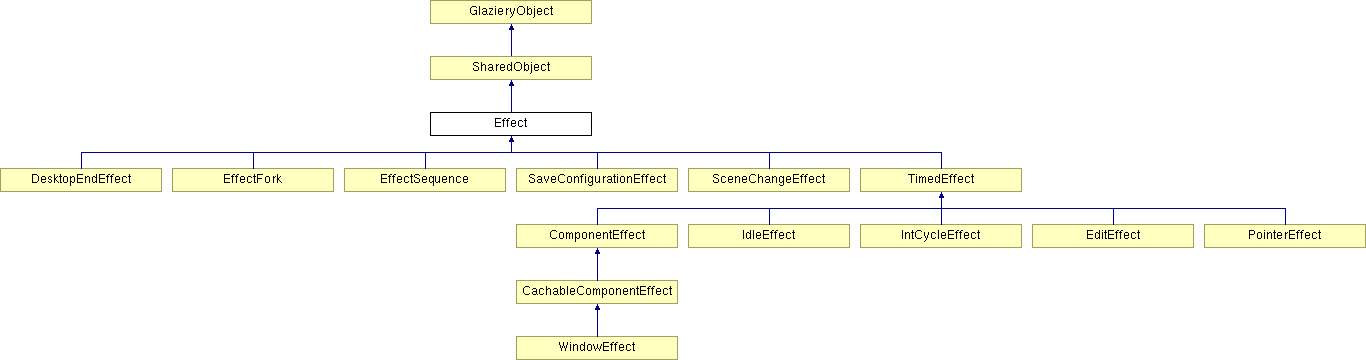 GlazieryObject
SharedObject
Effect
DesktopEndEffect
EffectFork
EffectSequence
SaveConfigurationEffect
SceneChangeEffect
TimedEffect
ComponentEffect
IdleEffect
IntCycleEffect
EditEffect
PointerEffect
CachableComponentEffect
WindowEffect